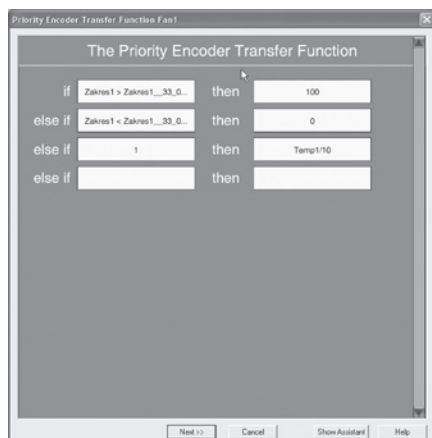 Priority Encoder Transfer Function Fan1
The Priority Encoder Transfer Function
if Zakres1 > Zakres1__33_0... then 100
else if Zakres1 < Zakres1__33_0... then 0
else if 1 then Temp1/10
else if then
Next >> Cancel Show Assistant Help